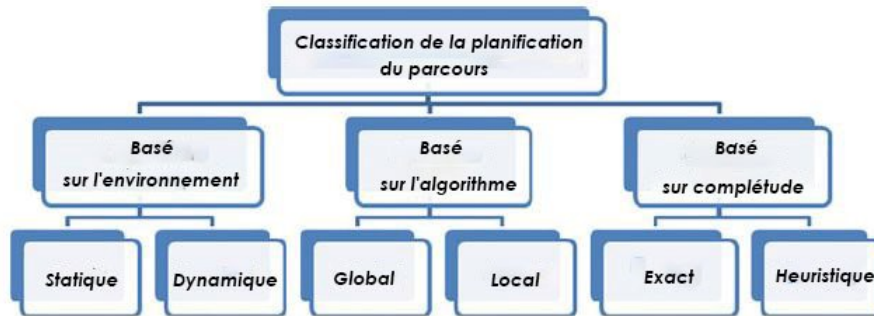 Classification de la planification
du parcours
Basé
sur l'environnement
Basé
sur l'algorithme
Basé
sur complétude
Statique
Dynamique
Global
Local
Exact
Heuristique